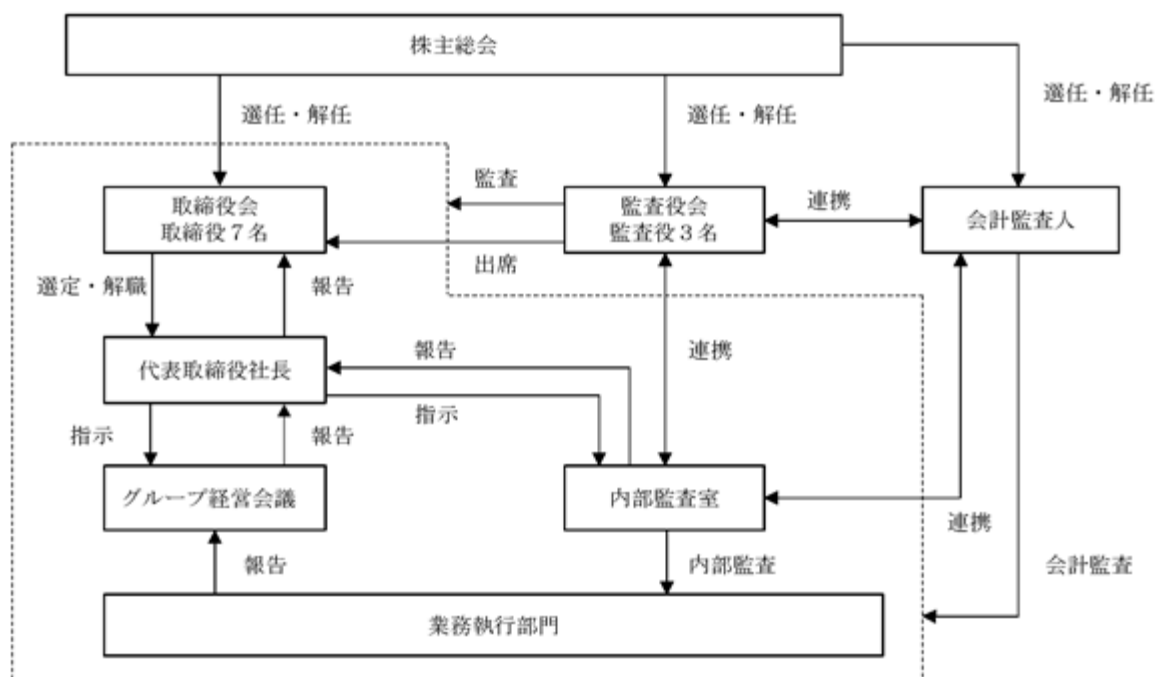 株主総会
選任・解任
選任・解任
選任・解任
監査
取締役会
取締役７名
監査役会
監査役３名
連携
会計監査人
出席
選定・解職
報告
報告
連携
代表取締役社長
指示
指示
報告
グループ経営会議
内部監査室
連携
報告
内部監査
会計監査
業務執行部門